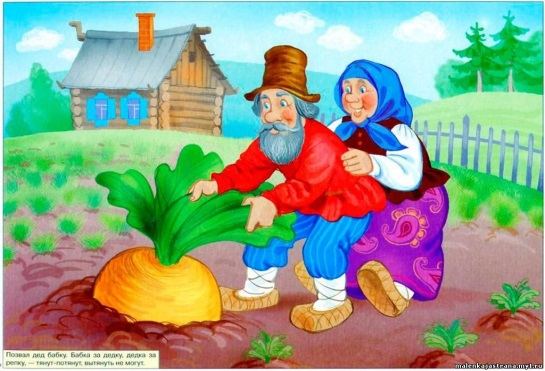 Позвал дед бабку. Бабка за дедку, дедка за
репку, — тянут-потянут, вытянуть не могут.
malenkajastrana.my1.ru